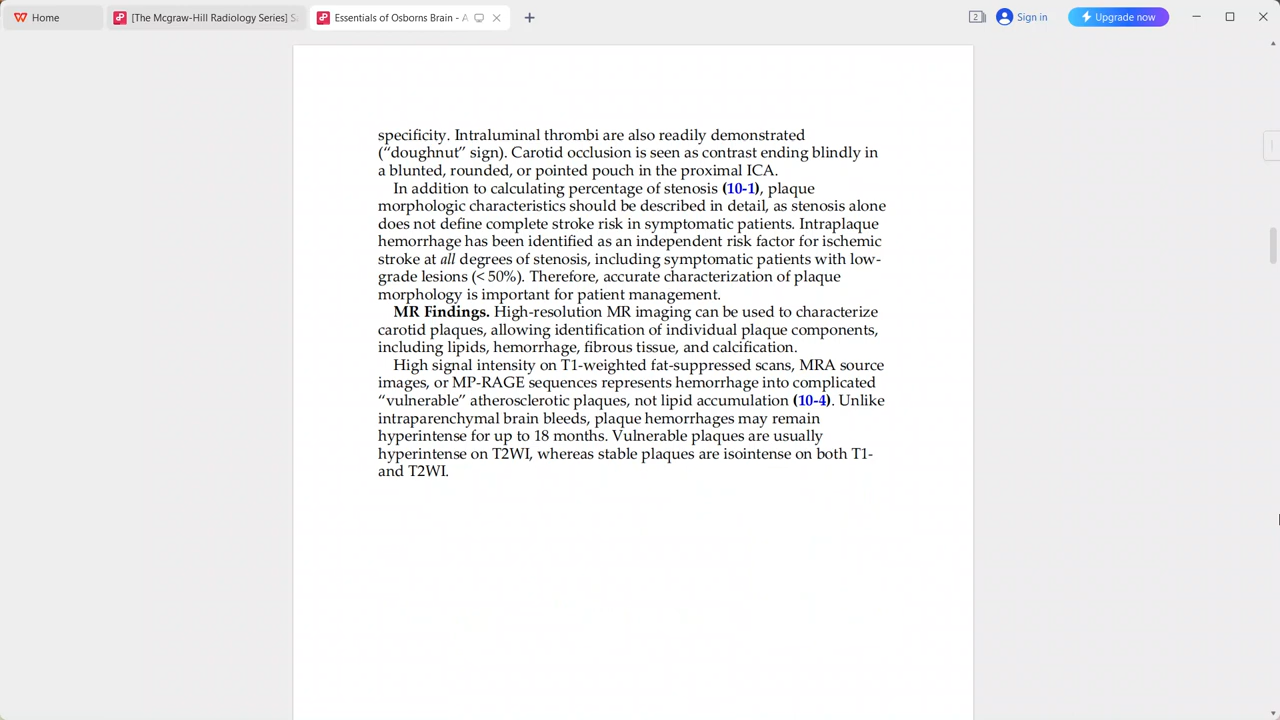 Home
[The Mcgraw-Hill Radiology Series] S
Essentials of Osborns Brain - A
2
Sign in
Upgrade now
specificity. Intraluminal thrombi are also readily demonstrated
(“doughnut” sign). Carotid occlusion is seen as contrast ending blindly in
a blunted, rounded, or pointed pouch in the proximal ICA.
In addition to calculating percentage of stenosis (10-1), plaque
morphologic characteristics should be described in detail, as stenosis alone
does not define complete stroke risk in symptomatic patients. Intraplaque
hemorrhage has been identified as an independent risk factor for ischemic
stroke at all degrees of stenosis, including symptomatic patients with low-
grade lesions (< 50%). Therefore, accurate characterization of plaque
morphology is important for patient management.
MR Findings. High-resolution MR imaging can be used to characterize
carotid plaques, allowing identification of individual plaque components,
including lipids, hemorrhage, fibrous tissue, and calcification.
High signal intensity on T1-weighted fat-suppressed scans, MRA source
images, or MP-RAGE sequences represents hemorrhage into complicated
“vulnerable” atherosclerotic plaques, not lipid accumulation (10-4). Unlike
intraparenchymal brain bleeds, plaque hemorrhages may remain
hyperintense for up to 18 months. Vulnerable plaques are usually
hyperintense on T2WI, whereas stable plaques are isointense on both T1-
and T2WI.